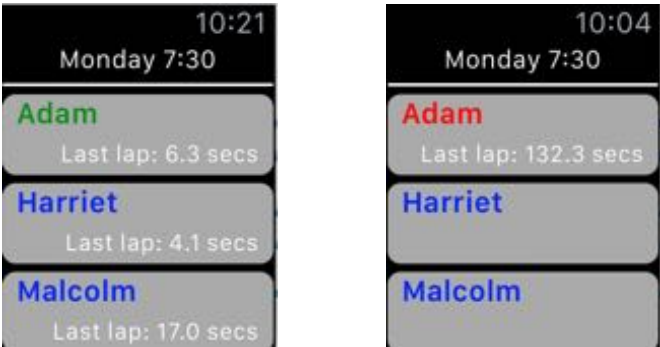 10:21
Monday 7:30
Adam
Last lap: 6.3 secs
Harriet
Last lap: 4.1 secs
Malcolm
Last lap: 17.0 secs
10:04
Monday 7:30
Adam
Last lap: 132.3 secs
Harriet
Malcolm